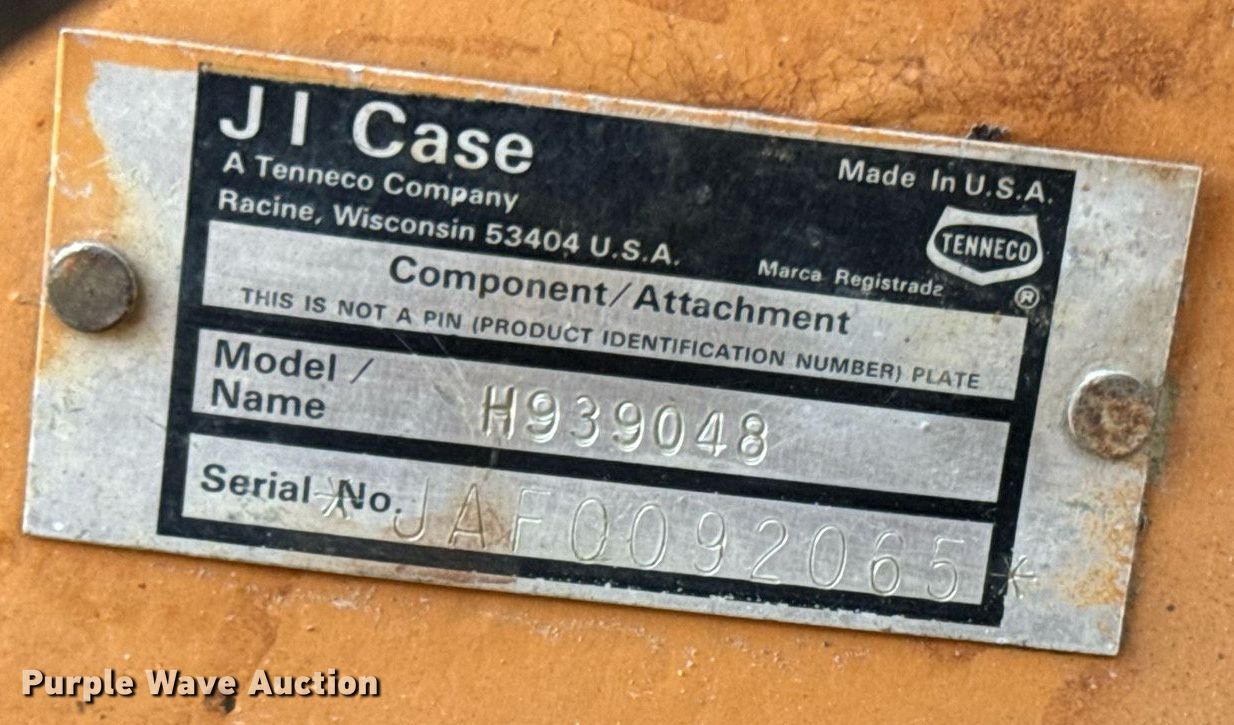 J I Case
A Tenneco Company
Racine, Wisconsin 53404 U.S.A.
Made In U.S.A.
TENNECO
Marca Registrada
®
Component/Attachment
THIS IS NOT A PIN (PRODUCT IDENTIFICATION NUMBER) PLATE
Model / Name H939048
Serial No. *JAF0092065*
Purple Wave Auction